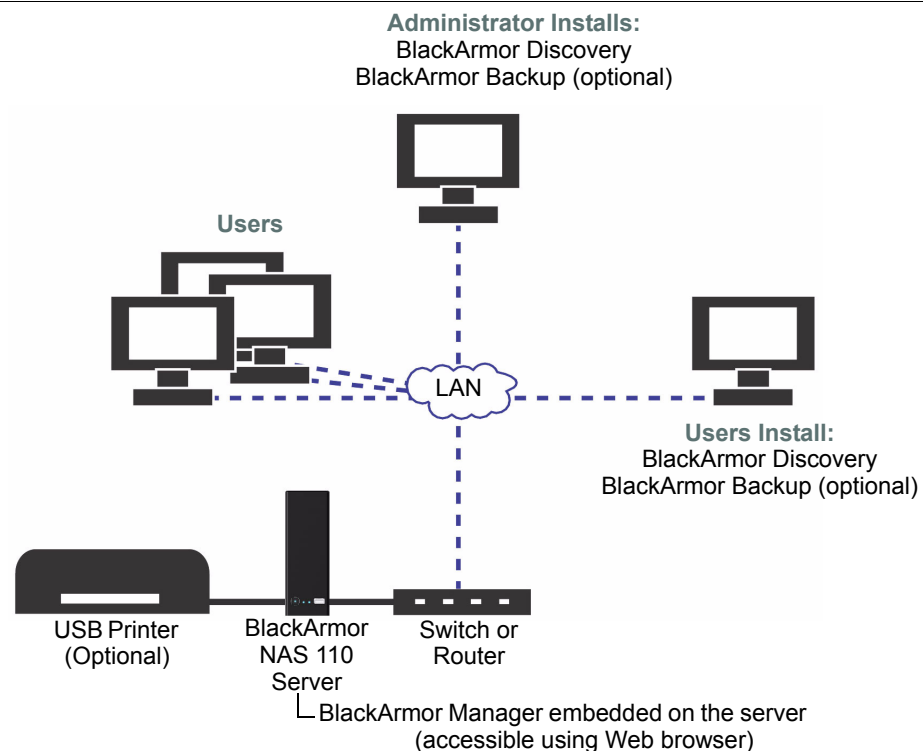 Administrator Installs:
BlackArmor Discovery
BlackArmor Backup (optional)
Users
LAN
Users Install:
BlackArmor Discovery
BlackArmor Backup (optional)
USB Printer
(Optional)
BlackArmor
NAS 110
Server
Switch or
Router
BlackArmor Manager embedded on the server
(accessible using Web browser)